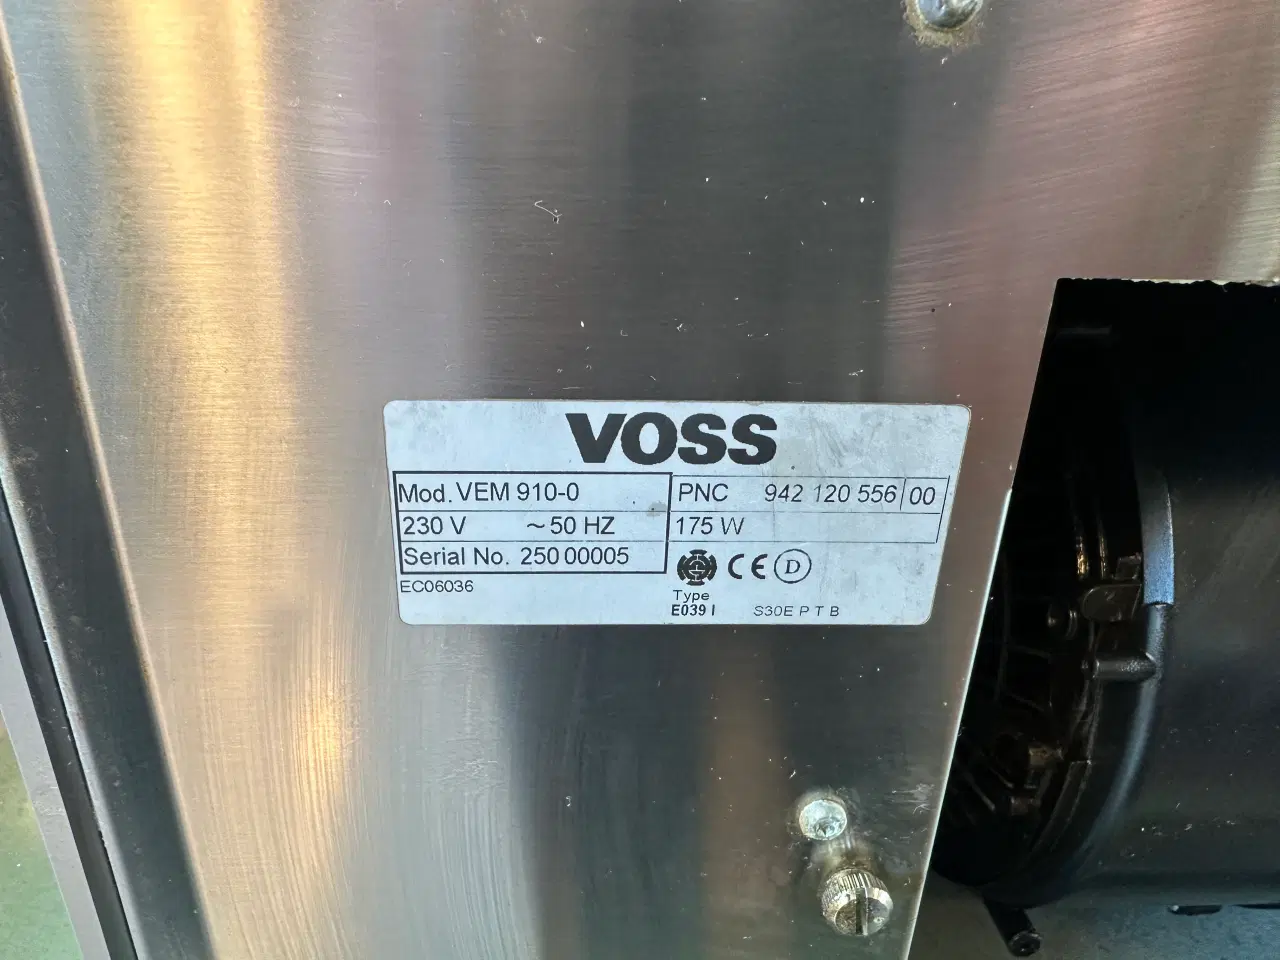 VOSS
Mod. VEM 910-0
PNC 942 120 556 00
230 V ~ 50 HZ
175 W
Serial No. 250 00005
CE D
EC06036
Type
E039 I S30E P T B